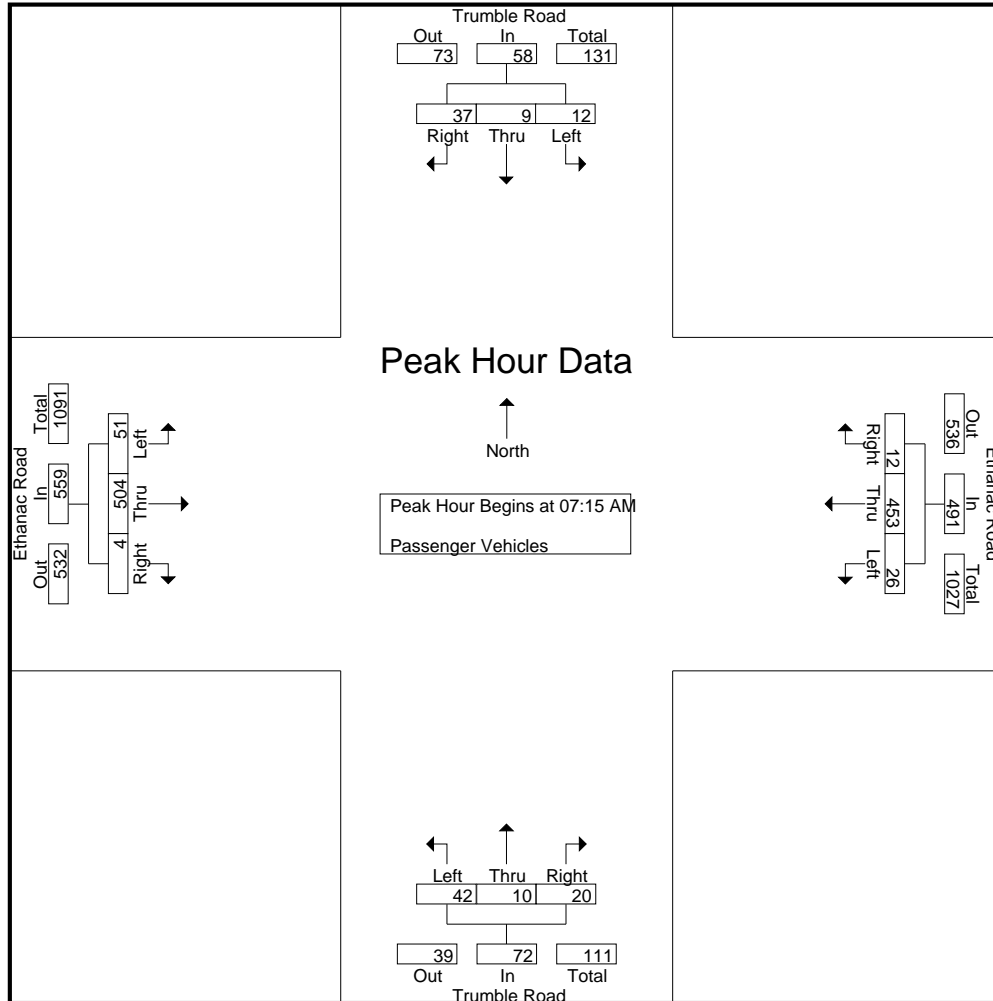 Trumble Road
Out In Total
73 58 131
37 9 12
Right Thru Left
Peak Hour Data
North
Peak Hour Begins at 07:15 AM
Passenger Vehicles
Ethanac Road
Out In Total
532 559 1091
4 504 51
Right Thru Left
Ethanac Road
Out In Total
536 491 1027
12 453 26
Right Thru Left
Left Thru Right
42 10 20
39 72 111
Out In Total
Trumble Road